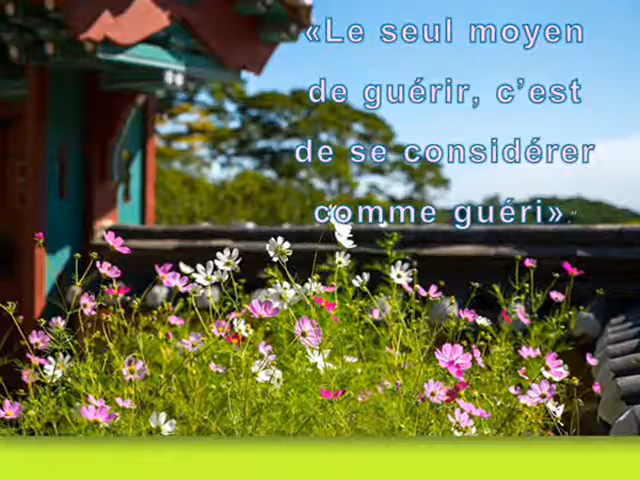 «Le seul moyen
de guérir, c’est
de se considérer
comme guéri».